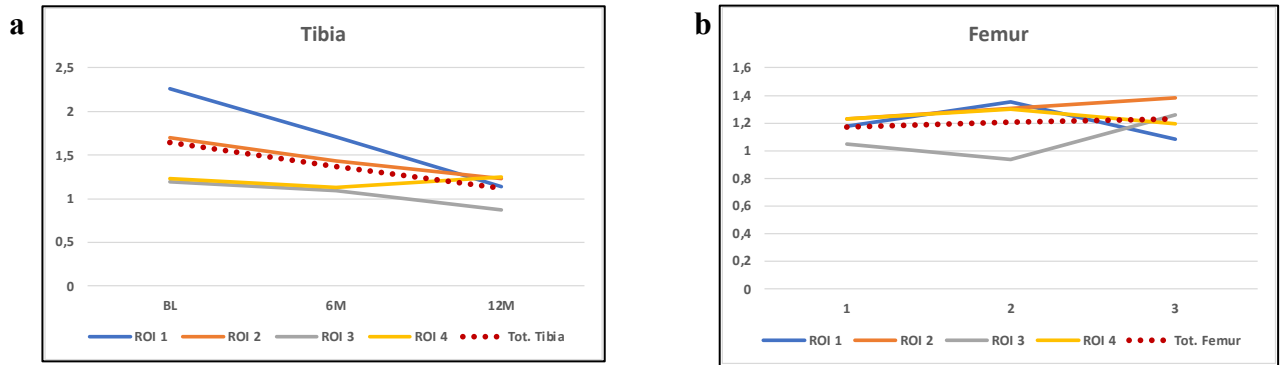 a
Tibia
2,5
2
1,5
1
0,5
0
BL 6M 12M
ROI 1 ROI 2 ROI 3 ROI 4 Tot. Tibia
b
Femur
1,6
1,4
1,2
1
0,8
0,6
0,4
0,2
0
1 2 3
ROI 1 ROI 2 ROI 3 ROI 4 Tot. Femur